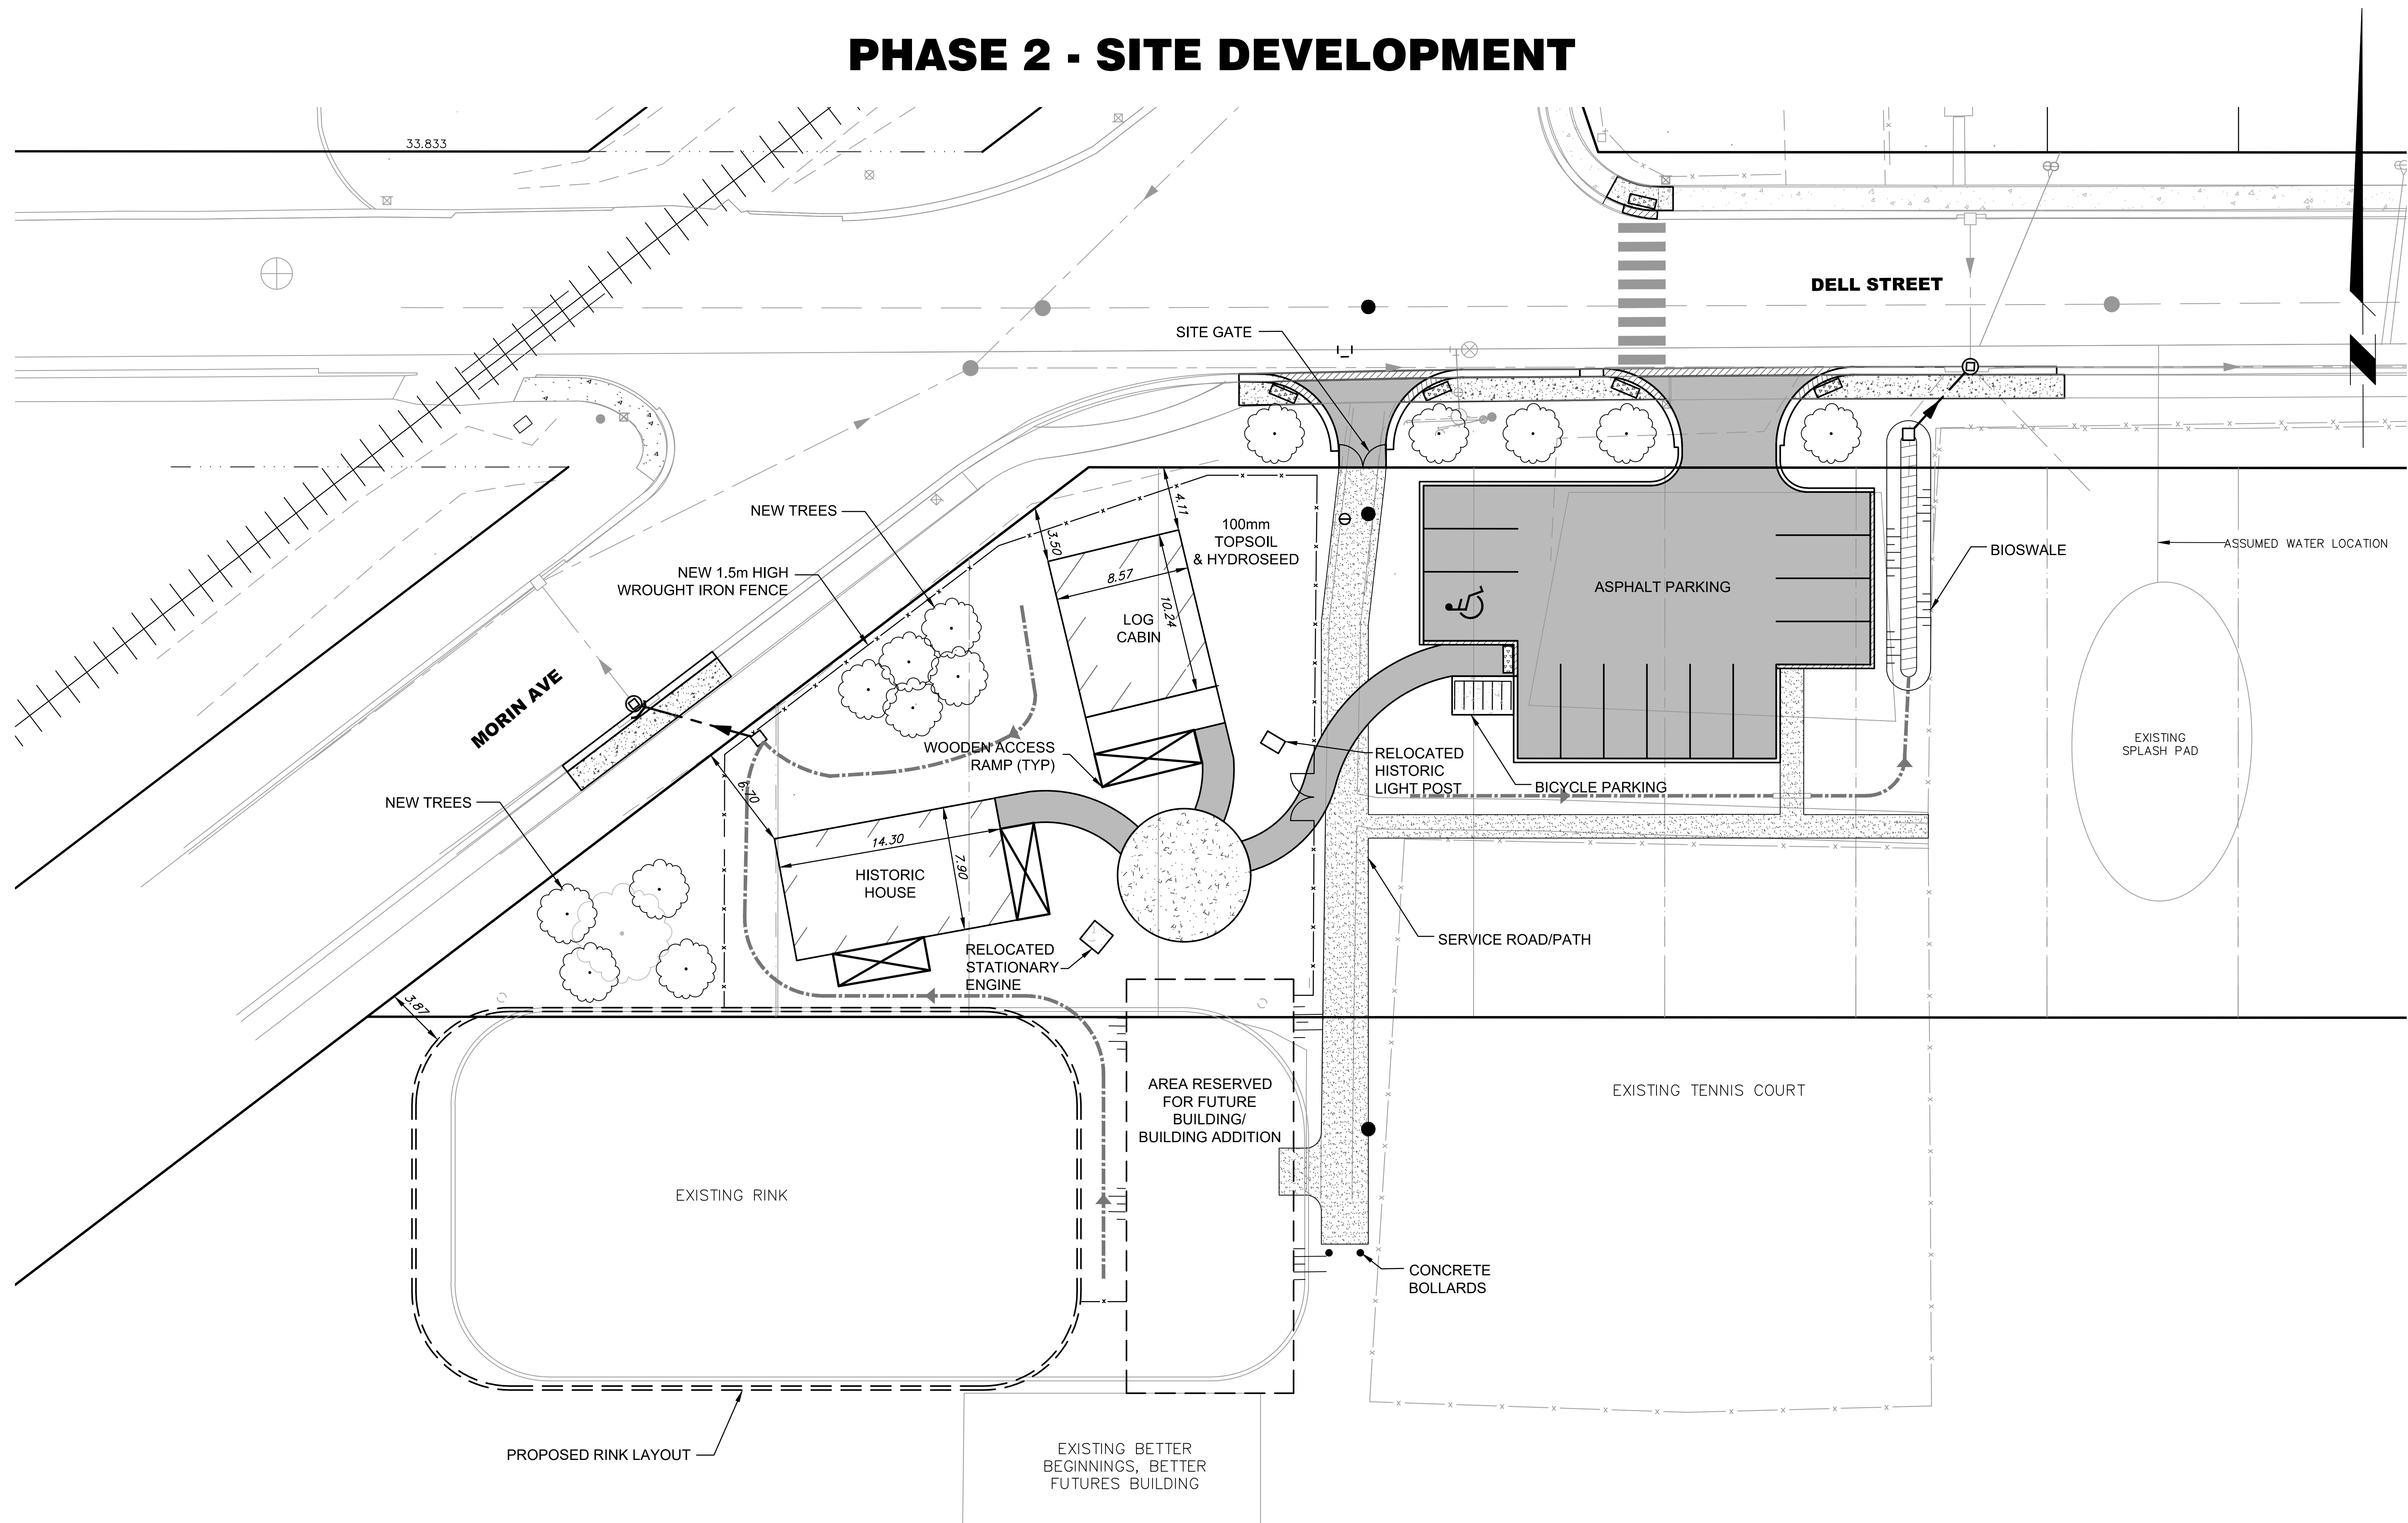 PHASE 2 - SITE DEVELOPMENT
33.833
DELL STREET
SITE GATE
NEW TREES
4.11
3.50
100mm
TOPSOIL
& HYDROSEED
ASSUMED WATER LOCATION
BIOSWALE
NEW 1.5m HIGH
WROUGHT IRON FENCE
8.57
10.24
LOG
CABIN
ASPHALT PARKING
MORIN AVE
WOODEN ACCESS
RAMP (TYP)
RELOCATED
HISTORIC
LIGHT POST
BICYCLE PARKING
EXISTING
SPLASH PAD
NEW TREES
6.70
14.30
7.90
HISTORIC
HOUSE
RELOCATED
STATIONARY
ENGINE
SERVICE ROAD/PATH
3.87
AREA RESERVED
FOR FUTURE
BUILDING/
BUILDING ADDITION
EXISTING TENNIS COURT
EXISTING RINK
CONCRETE
BOLLARDS
PROPOSED RINK LAYOUT
EXISTING BETTER
BEGINNINGS, BETTER
FUTURES BUILDING